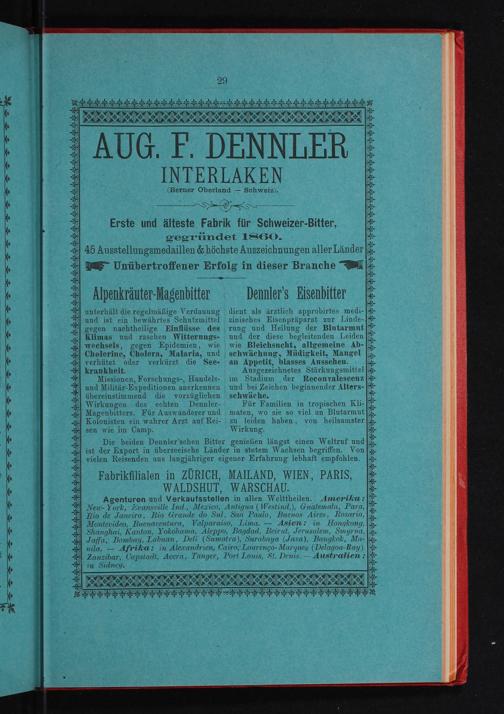 29
AUG. F. DENNLER
INTERLAKEN
(Berner Oberland — Schweiz).
Erste und älteste Fabrik für Schweizer-Bitter,
gegründet 1860.
45 Ausstellungsmedaillen & höchste Auszeichnungen aller Länder
Unübertroffener Erfolg in dieser Branche
Alpenkräuter-Magenbitter
unterhält die regelmäßige Verdauung
und ist ein bewährtes Schutzmittel
gegen nachtheilige Einflüsse des
Klimas und raschen Witterungs-
wechsels, gegen Epidemien, wie
Cholerine, Cholera, Malaria, und
verhütet oder verkürzt die See-
krankheit.
Missionen, Forschungs-, Handels-
und Militär-Expeditionen anerkennen
übereinstimmend die vorzüglichen
Wirkungen des echten Dennler-
Magenbitters. Für Auswanderer und
Kolonisten ein wahrer Arzt auf Rei-
sen wie im Camp.
Dennler's Eisenbitter
dient als ärztlich approbirtes medi-
zinisches Eisenpräparat zur Linde-
rung und Heilung der Blutarmut
und der diese begleitenden Leiden
wie Bleichsucht, allgemeine Ab-
schwächung, Müdigkeit, Mangel
an Appetit, blasses Aussehen.
Ausgezeichnetes Stärkungsmittel
im Stadium der Reconvalescenz
und bei Zeichen beginnender Alters-
schwäche.
Für Familien in tropischen Kli-
maten, wo sie so viel an Blutarmut
zu leiden haben, von heilsamster
Wirkung.
Die beiden Dennler'schen Bitter genießen längst einen Weltruf und
ist der Export in überseeische Länder in stetem Wachsen begriffen. Von
vielen Reisenden aus langjähriger eigener Erfahrung lebhaft empfohlen.
Fabrikfilialen in ZÜRICH, MAILAND, WIEN, PARIS,
WALDSHUT, WARSCHAU.
Agenturen und Verkaufsstellen in allen Welttheilen. Amerika:
New-York, Evansville Ind., Mexico, Antigua (Westind.), Guatemala, Para,
Rio de Janeiro, Rio Grande do Sul, Sao Paulo, Buenos Aires, Rosario,
Montevideo, Buenaventura, Valparaiso, Lima. — Asien: in Hongkong,
Shanghai, Kanton, Yokohama, Aleppo, Bagdad, Beirut, Jerusalem, Smyrna,
Jaffa, Bombay, Labuan, Deli (Sumatra), Surabaya (Java), Bangkok, Ma-
nila. — Afrika: in Alexandrien, Cairo, Lourenço-Marques (Delagoa-Bay)
Zanzibar, Capstadt, Accra, Tanger, Port Louis, St. Denis. — Australien:
in Sidney.